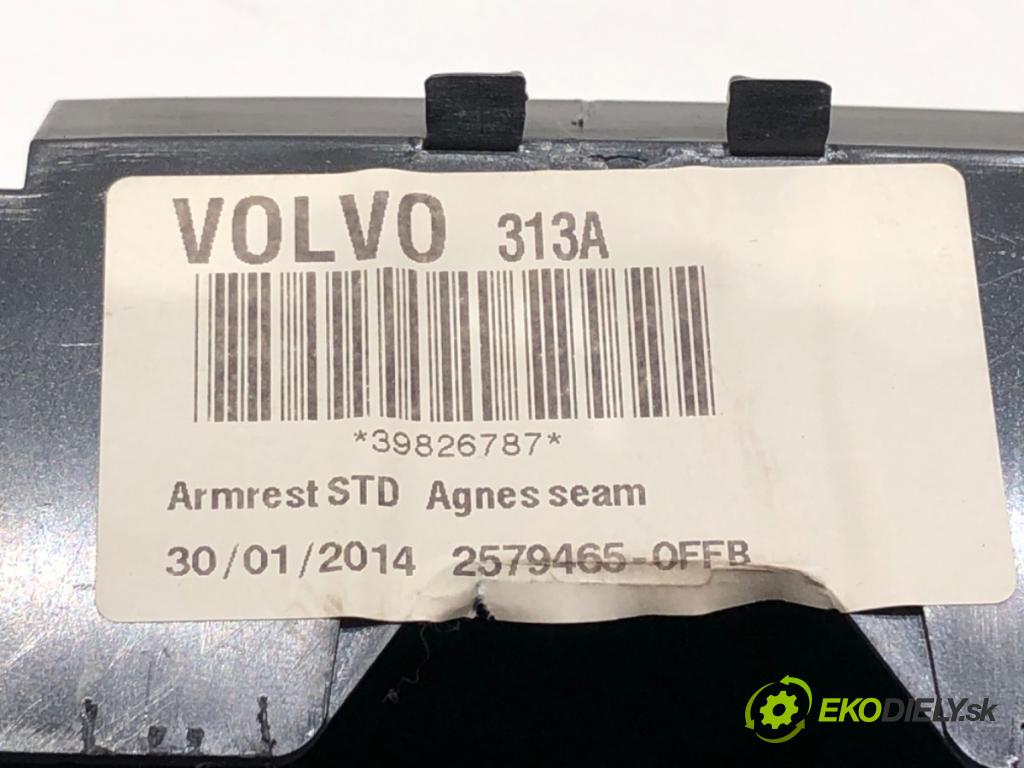 VOLVO 313A
*39826787*
Armrest STD Agnes seam
30/01/2014 2579465-0FFB
EKODIELY.sk